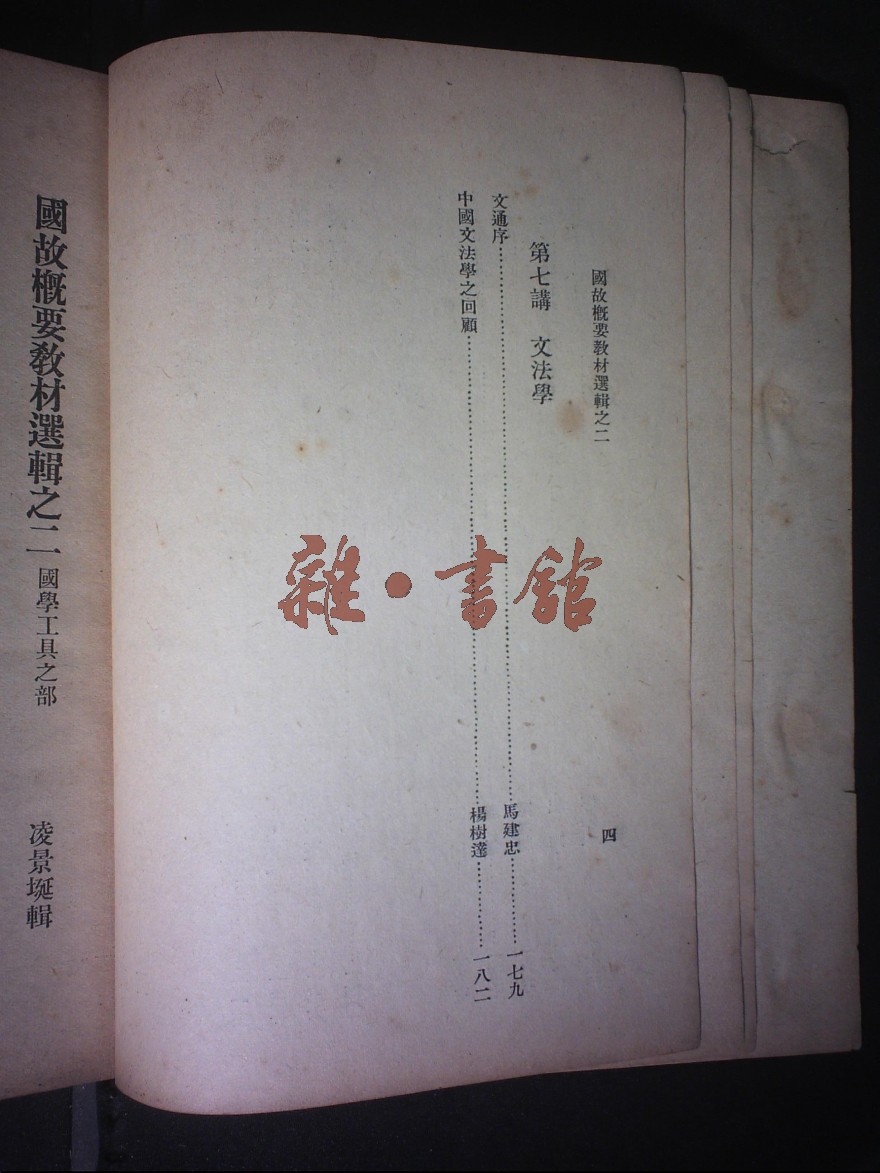 國故概要教材選輯之二
四
第七講　文法學
文通序⋯⋯⋯⋯馬建忠⋯⋯⋯⋯一七九
中國文法學之回顧⋯⋯⋯⋯楊樹達⋯⋯⋯⋯一八二
雜•書館
國故概要教材選輯之二 國學工具之部
凌景埏輯